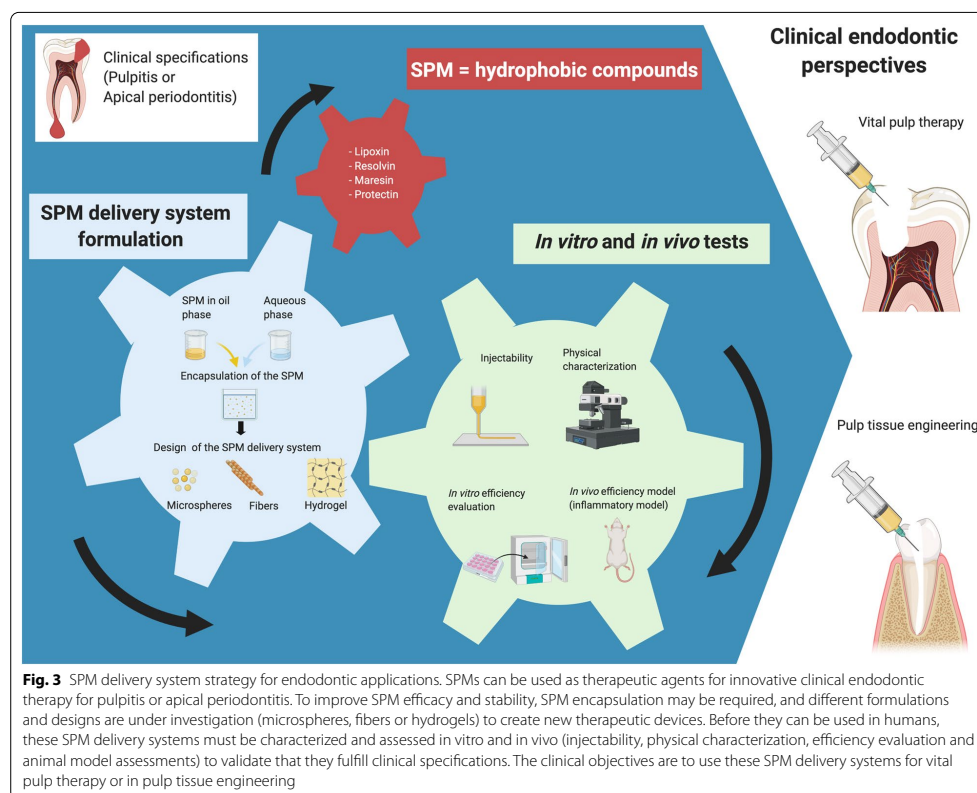 Clinical specifications
(Pulpitis or
Apical periodontitis)
SPM = hydrophobic compounds
- Lipoxin
- Resolvin
- Maresin
- Protectin
SPM delivery system
formulation
SPM in oil
phase
Aqueous
phase
Encapsulation of the SPM
Design of the SPM delivery system
Microspheres
Fibers
Hydrogel
In vitro and in vivo tests
Injectability
Physical
characterization
In vitro efficiency
evaluation
In vivo efficiency model
(inflammatory model)
Clinical endodontic
perspectives
Vital pulp therapy
Pulp tissue engineering
Fig. 3 SPM delivery system strategy for endodontic applications. SPMs can be used as therapeutic agents for innovative clinical endodontic
therapy for pulpitis or apical periodontitis. To improve SPM efficacy and stability, SPM encapsulation may be required, and different formulations
and designs are under investigation (microspheres, fibers or hydrogels) to create new therapeutic devices. Before they can be used in humans,
these SPM delivery systems must be characterized and assessed in vitro and in vivo (injectability, physical characterization, efficiency evaluation and
animal model assessments) to validate that they fulfill clinical specifications. The clinical objectives are to use these SPM delivery systems for vital
pulp therapy or in pulp tissue engineering